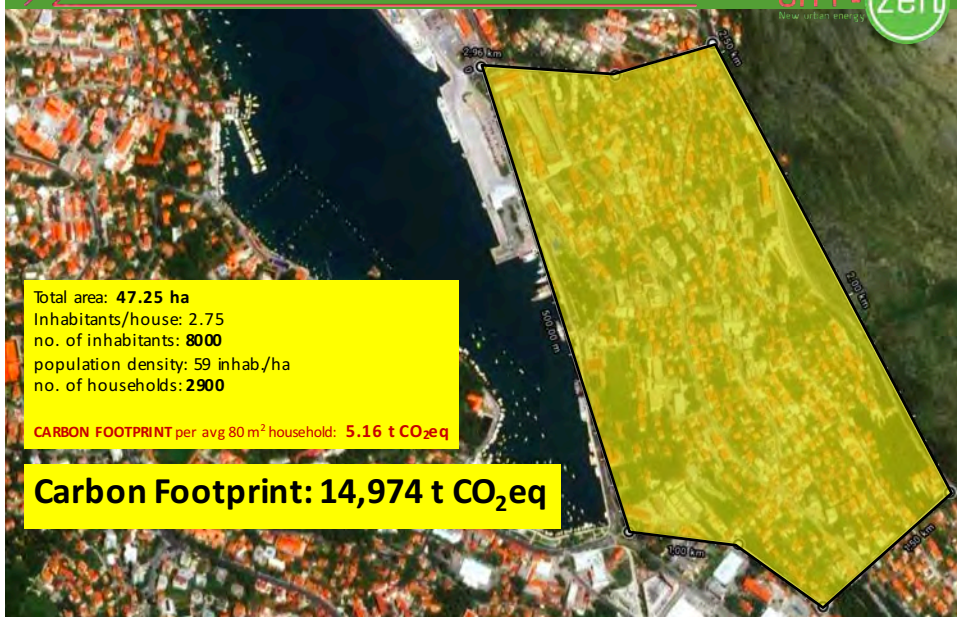 New urban energy
zen
2.96 km
0
2.50 km
2.00 km
500.00 m
Total area: 47.25 ha
Inhabitants/house: 2.75
no. of inhabitants: 8000
population density: 59 inhab./ha
no. of households: 2900
CARBON FOOTPRINT per avg 80 m² household: 5.16 t CO₂eq
Carbon Footprint: 14,974 t CO₂eq
1.00 km
1.50 km